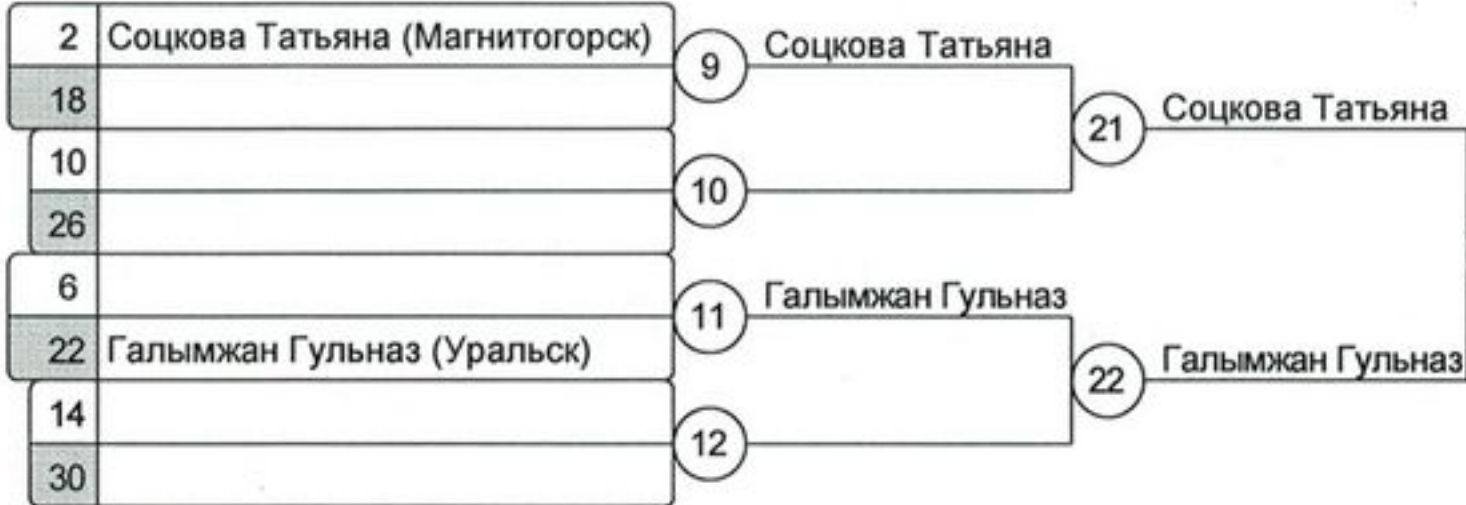 2 Соцкова Татьяна (Магнитогорск)
9 Соцкова Татьяна
18
21 Соцкова Татьяна
10
10
26
6
11 Галымжан Гульназ
22 Галымжан Гульназ (Уральск)
22 Галымжан Гульназ
14
12
30